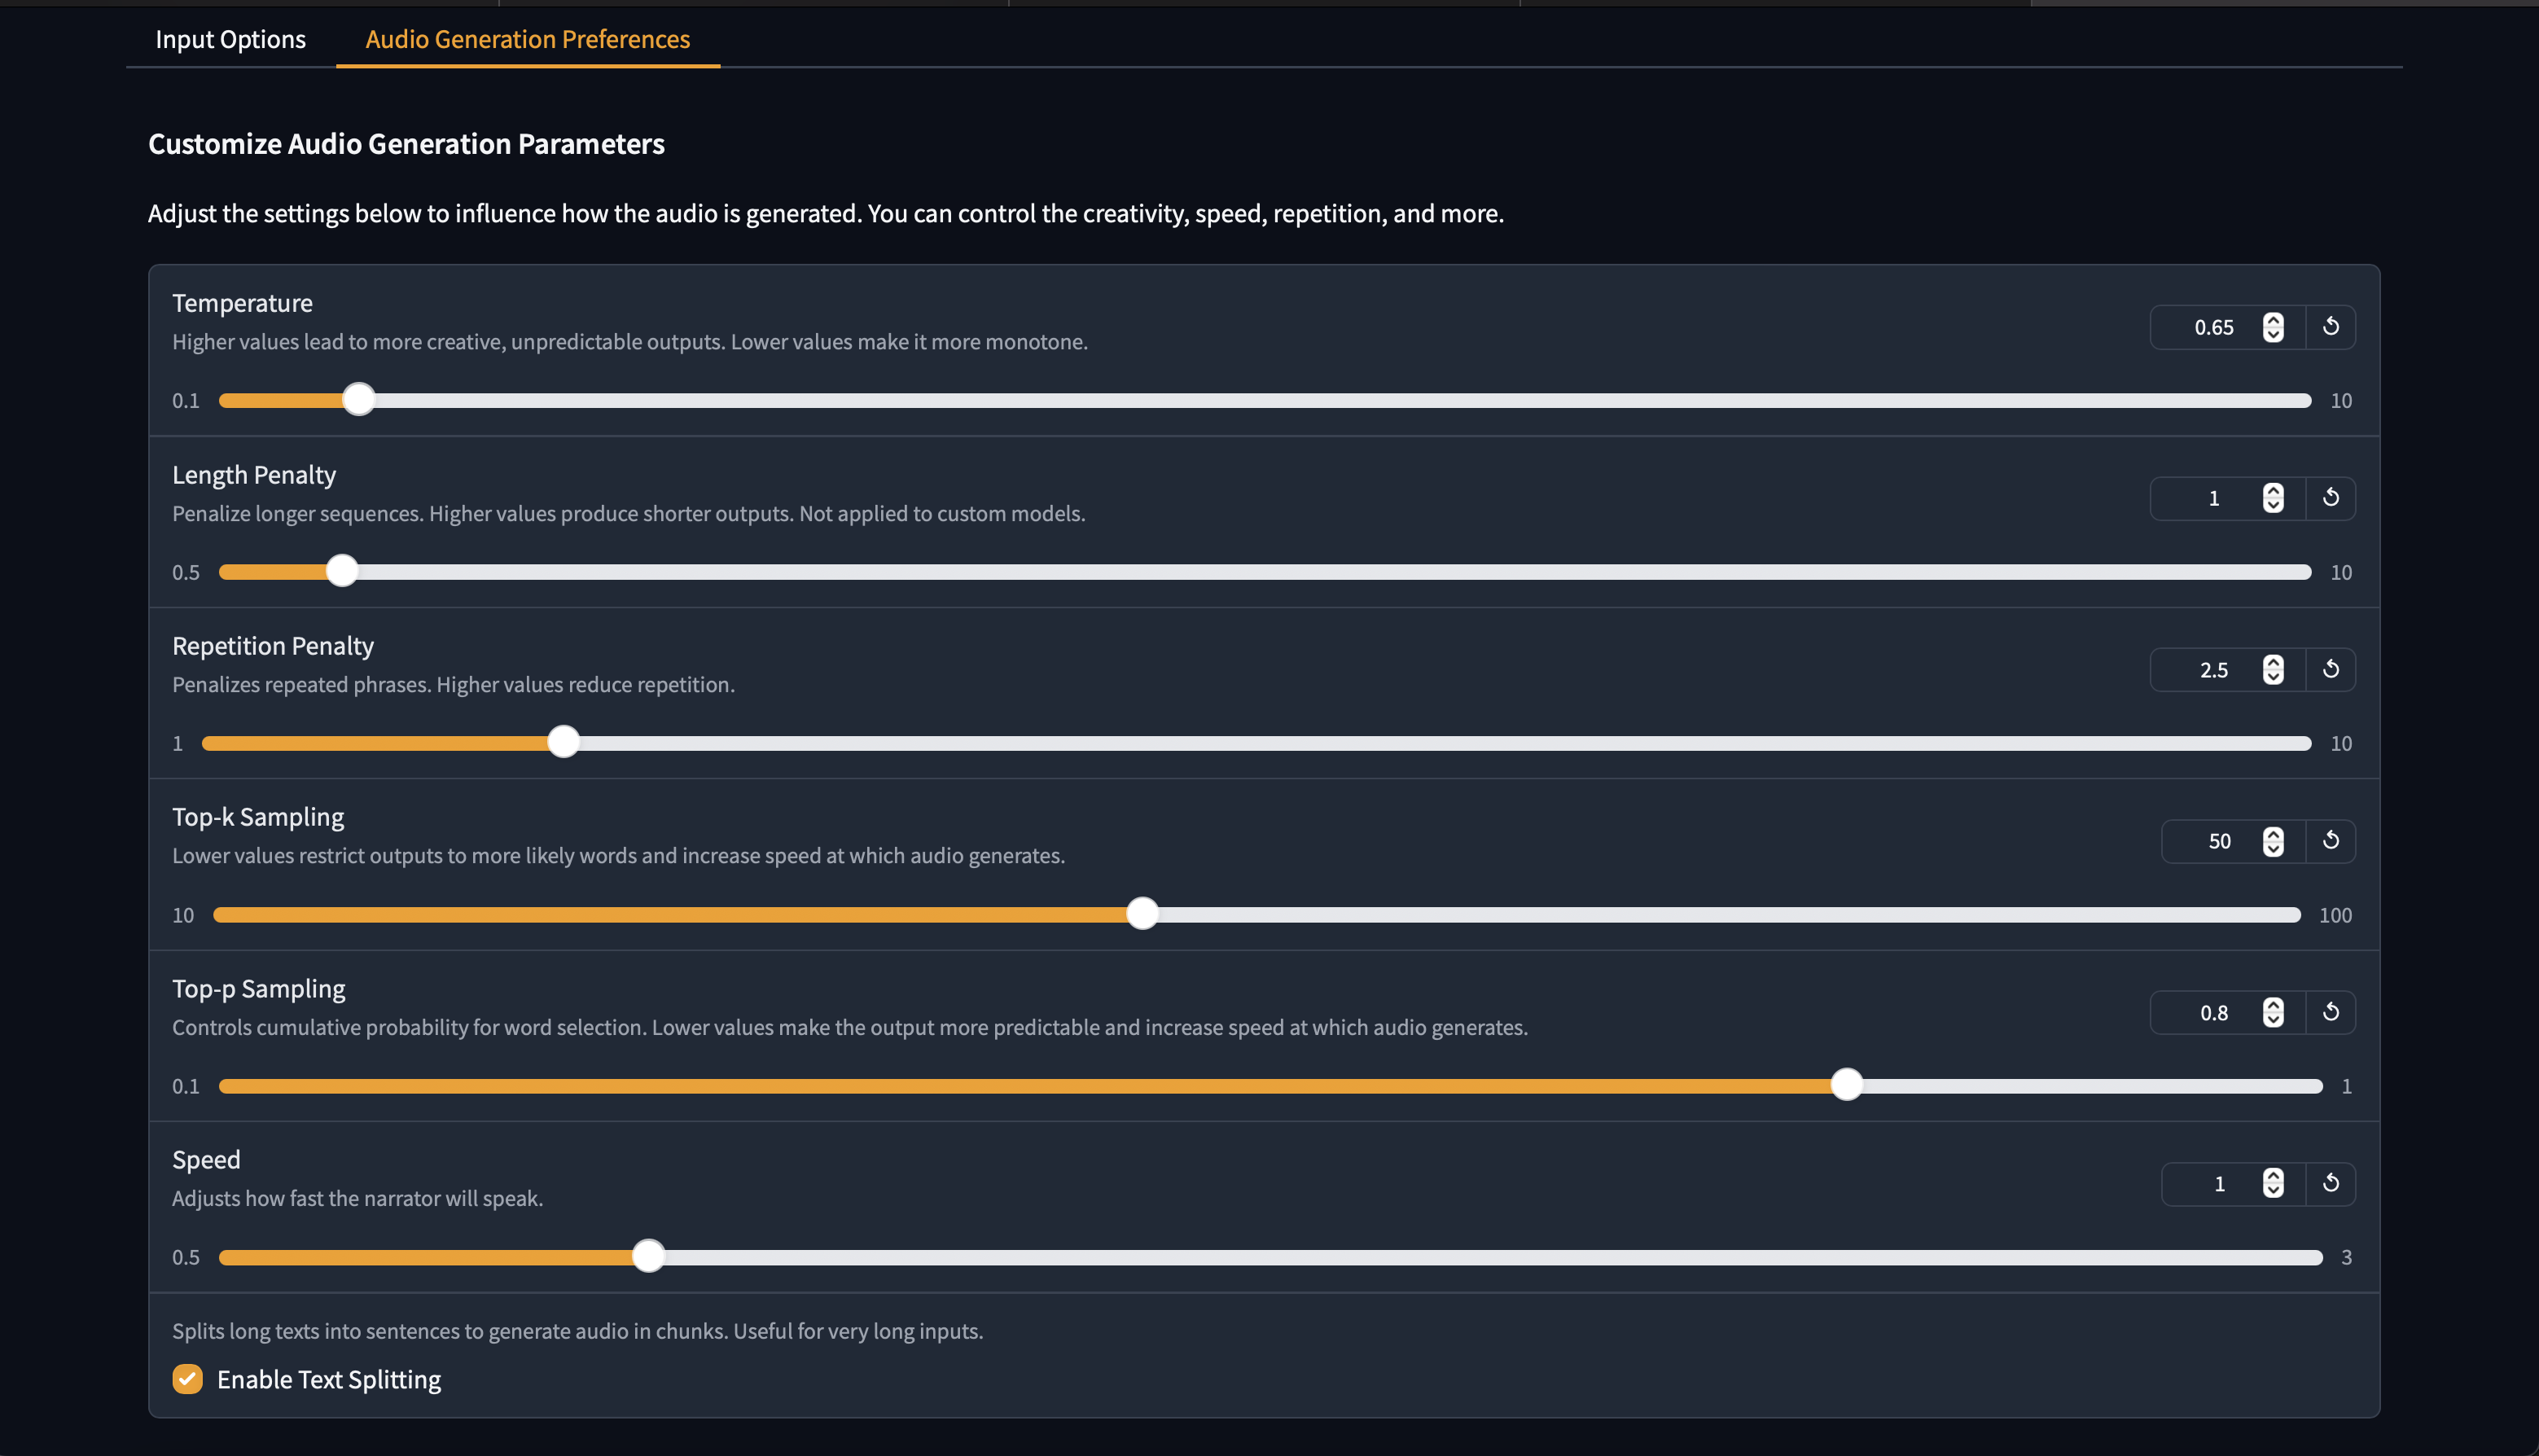 Input Options
Audio Generation Preferences
Customize Audio Generation Parameters
Adjust the settings below to influence how the audio is generated. You can control the creativity, speed, repetition, and more.
Temperature
Higher values lead to more creative, unpredictable outputs. Lower values make it more monotone.
0.65
0.1
10
Length Penalty
Penalize longer sequences. Higher values produce shorter outputs. Not applied to custom models.
1
0.5
10
Repetition Penalty
Penalizes repeated phrases. Higher values reduce repetition.
2.5
1
10
Top-k Sampling
Lower values restrict outputs to more likely words and increase speed at which audio generates.
50
10
100
Top-p Sampling
Controls cumulative probability for word selection. Lower values make the output more predictable and increase speed at which audio generates.
0.8
0.1
1
Speed
Adjusts how fast the narrator will speak.
1
0.5
3
Splits long texts into sentences to generate audio in chunks. Useful for very long inputs.
Enable Text Splitting